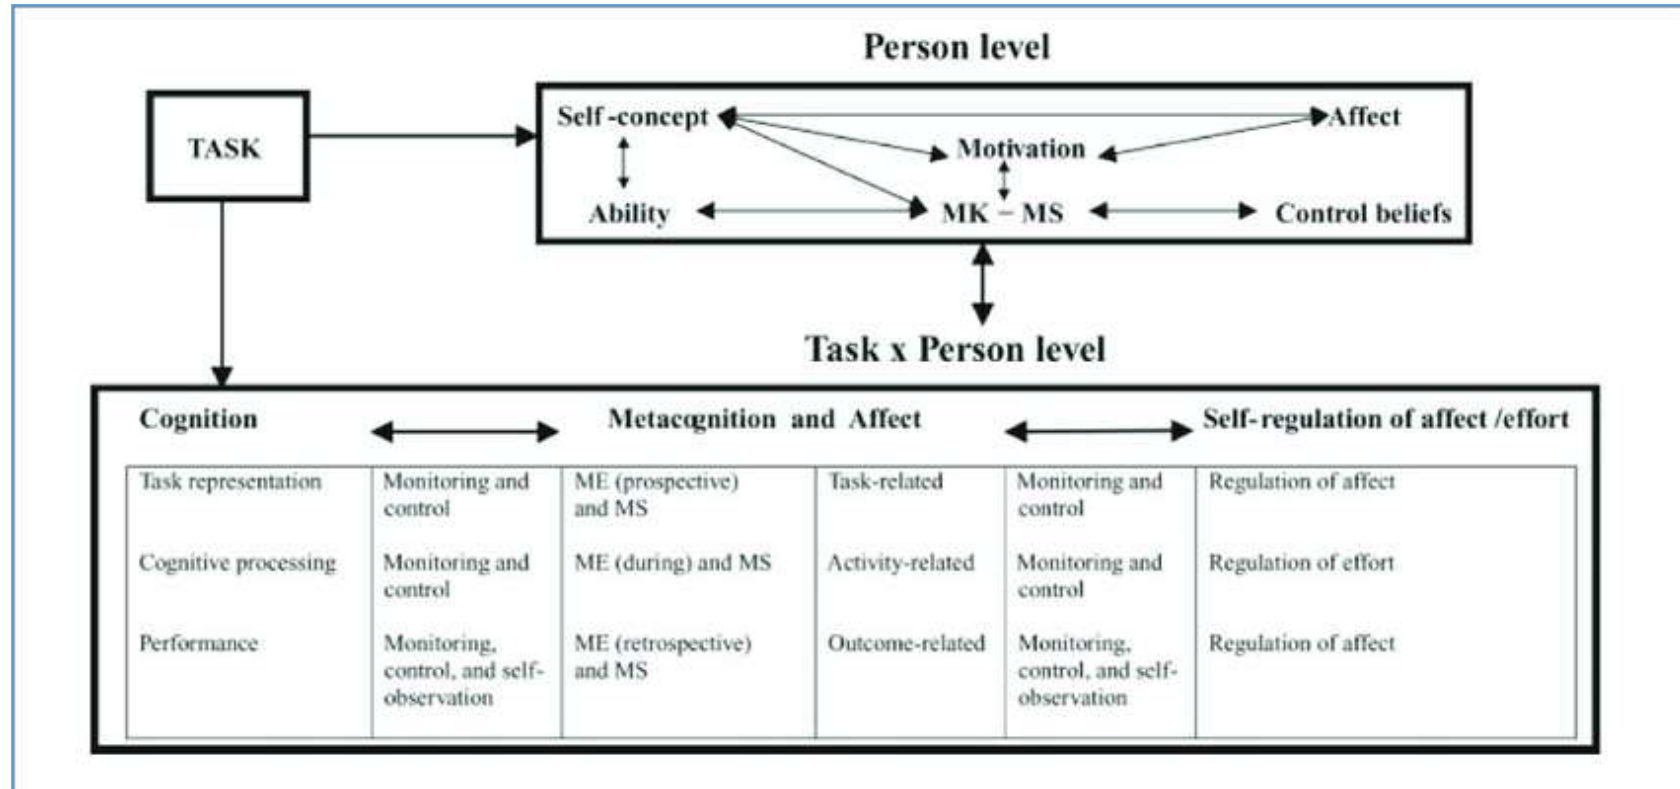 Person level
TASK
Self-concept
Affect
Motivation
Ability
MK – MS
Control beliefs
Task x Person level
Cognition
Metacognition and Affect
Self-regulation of affect /effort
Task representation
Monitoring and
control
ME (prospective)
and MS
Task-related
Monitoring and
control
Regulation of affect
Cognitive processing
Monitoring and
control
ME (during) and MS
Activity-related
Monitoring and
control
Regulation of effort
Performance
Monitoring,
control, and self-
observation
ME (retrospective)
and MS
Outcome-related
Monitoring,
control, and self-
observation
Regulation of affect